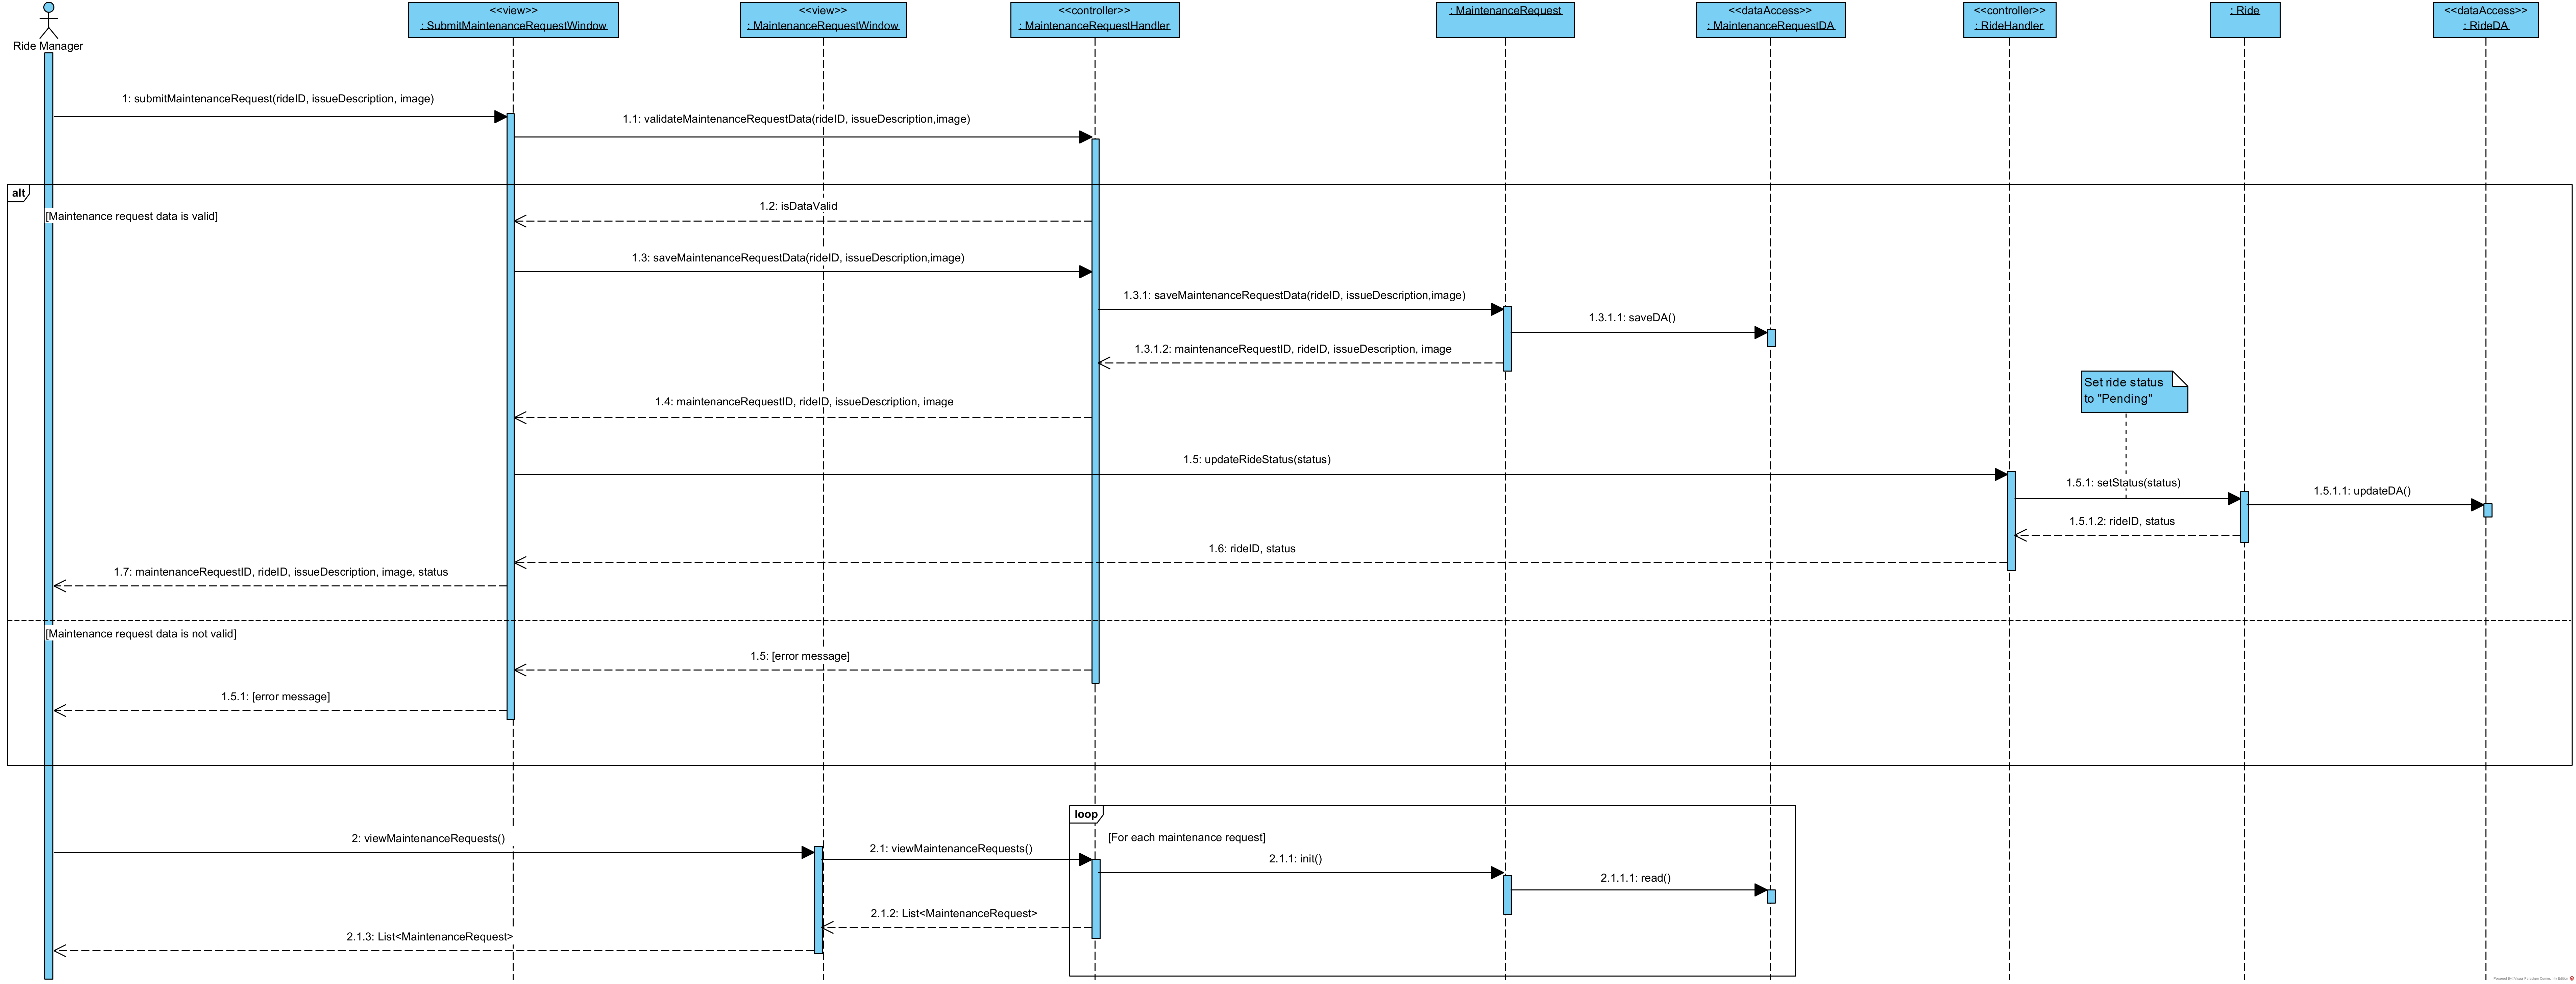 Ride Manager
<<view>>
: SubmitMaintenanceRequestWindow
<<view>>
: MaintenanceRequestWindow
<<controller>>
: MaintenanceRequestHandler
: MaintenanceRequest
<<dataAccess>>
: MaintenanceRequestDA
<<controller>>
: RideHandler
: Ride
<<dataAccess>>
: RideDA
1: submitMaintenanceRequest(rideID, issueDescription, image)
1.1: validateMaintenanceRequestData(rideID, issueDescription,image)
alt
[Maintenance request data is valid]
1.2: isDataValid
1.3: saveMaintenanceRequestData(rideID, issueDescription,image)
1.3.1: saveMaintenanceRequestData(rideID, issueDescription,image)
1.3.1.1: saveDA()
1.3.1.2: maintenanceRequestID, rideID, issueDescription, image
Set ride status
to "Pending"
1.4: maintenanceRequestID, rideID, issueDescription, image
1.5: updateRideStatus(status)
1.5.1: setStatus(status)
1.5.1.1: updateDA()
1.5.1.2: rideID, status
1.6: rideID, status
1.7: maintenanceRequestID, rideID, issueDescription, image, status
[Maintenance request data is not valid]
1.5: [error message]
1.5.1: [error message]
loop
[For each maintenance request]
2: viewMaintenanceRequests()
2.1: viewMaintenanceRequests()
2.1.1: init()
2.1.1.1: read()
2.1.2: List<MaintenanceRequest>
2.1.3: List<MaintenanceRequest>
Powered By Visual Paradigm Community Edition